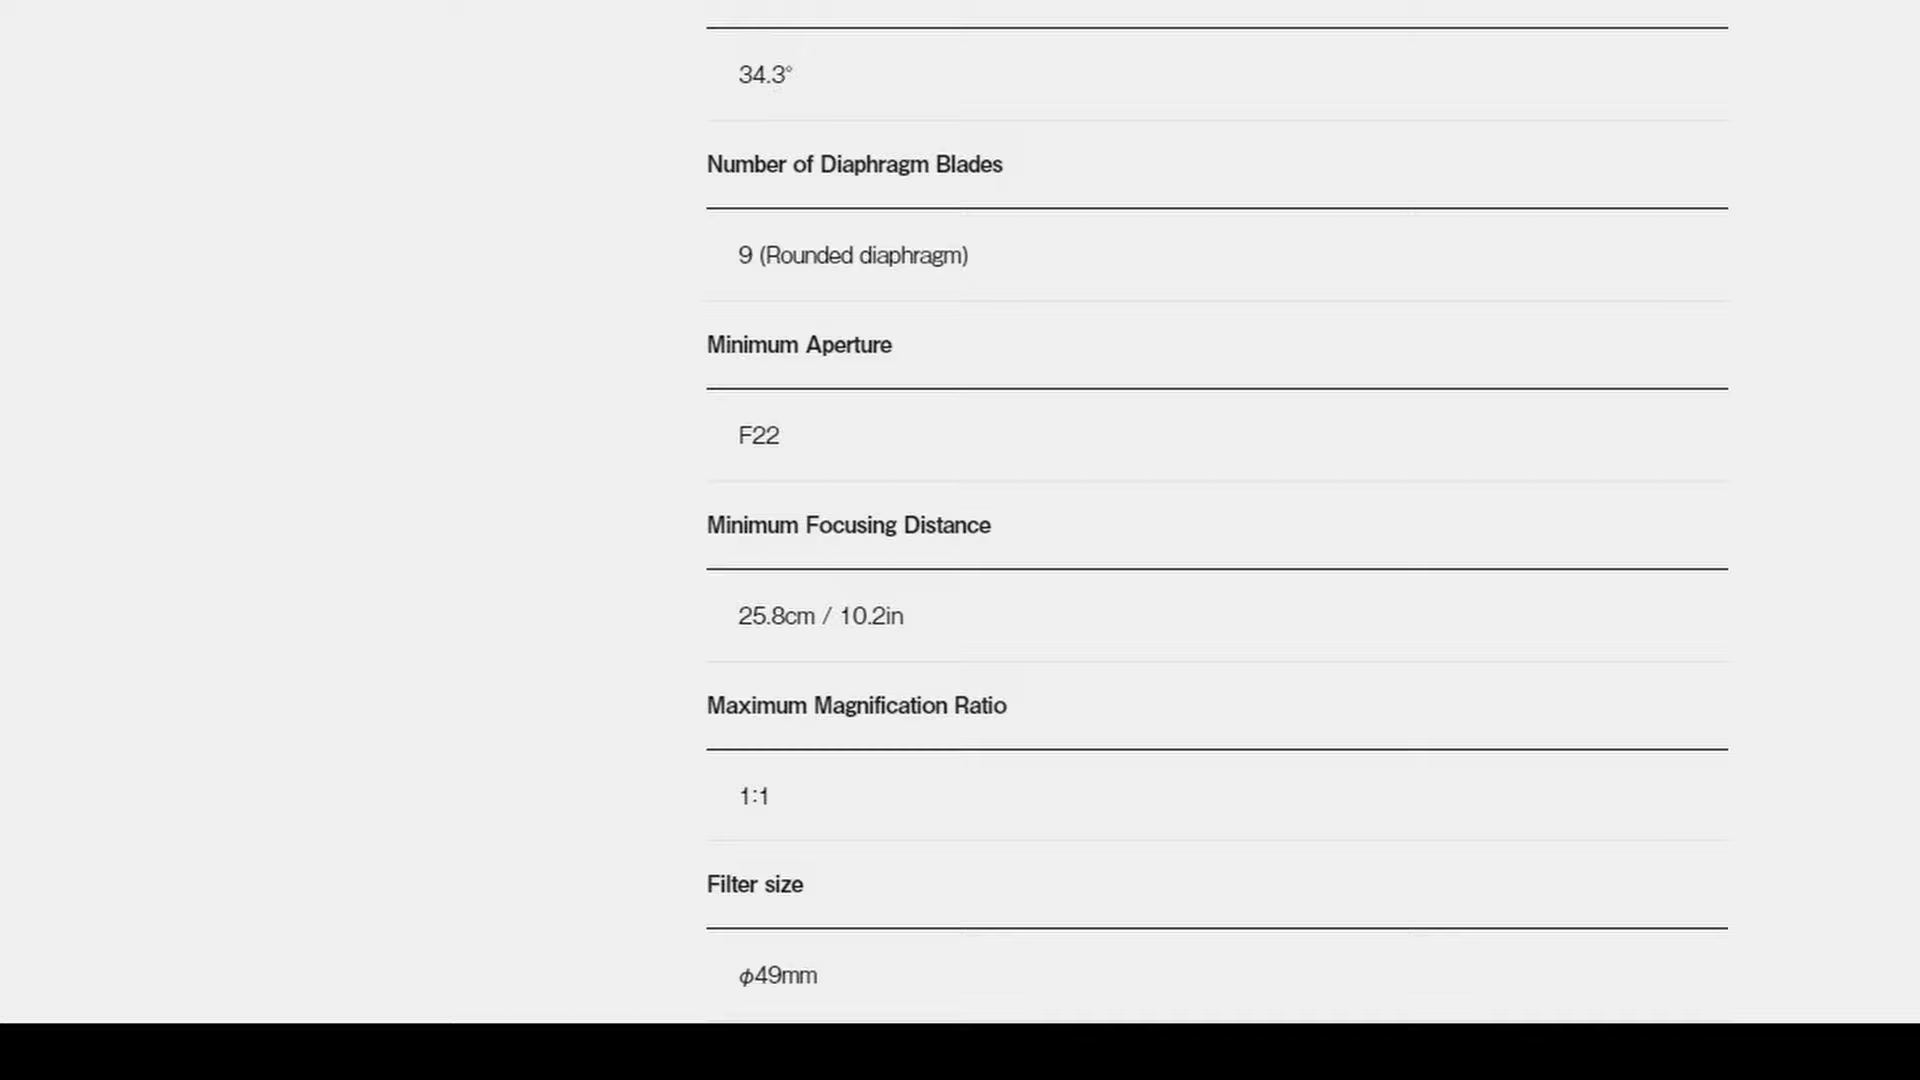 34.3°
Number of Diaphragm Blades
9 (Rounded diaphragm)
Minimum Aperture
F22
Minimum Focusing Distance
25.8cm / 10.2in
Maximum Magnification Ratio
1:1
Filter size
φ49mm